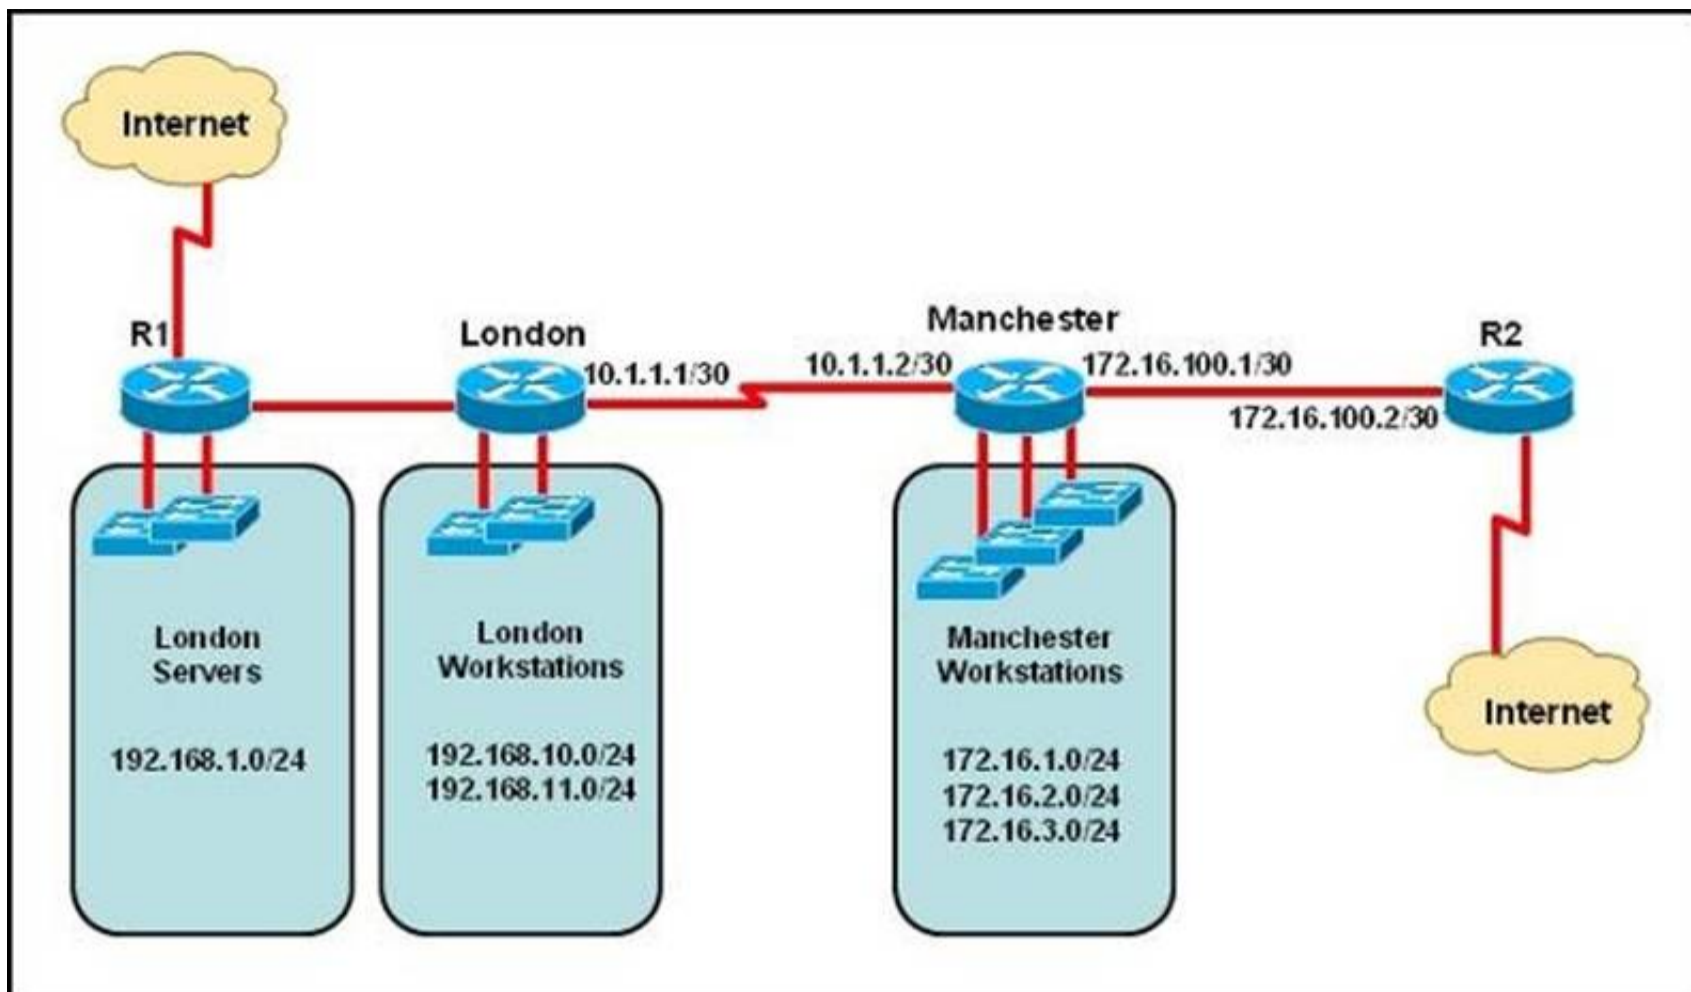 Internet
R1
London
10.1.1.1/30
10.1.1.2/30
Manchester
172.16.100.1/30
R2
172.16.100.2/30
London
Servers
192.168.1.0/24
London
Workstations
192.168.10.0/24
192.168.11.0/24
Manchester
Workstations
172.16.1.0/24
172.16.2.0/24
172.16.3.0/24
Internet